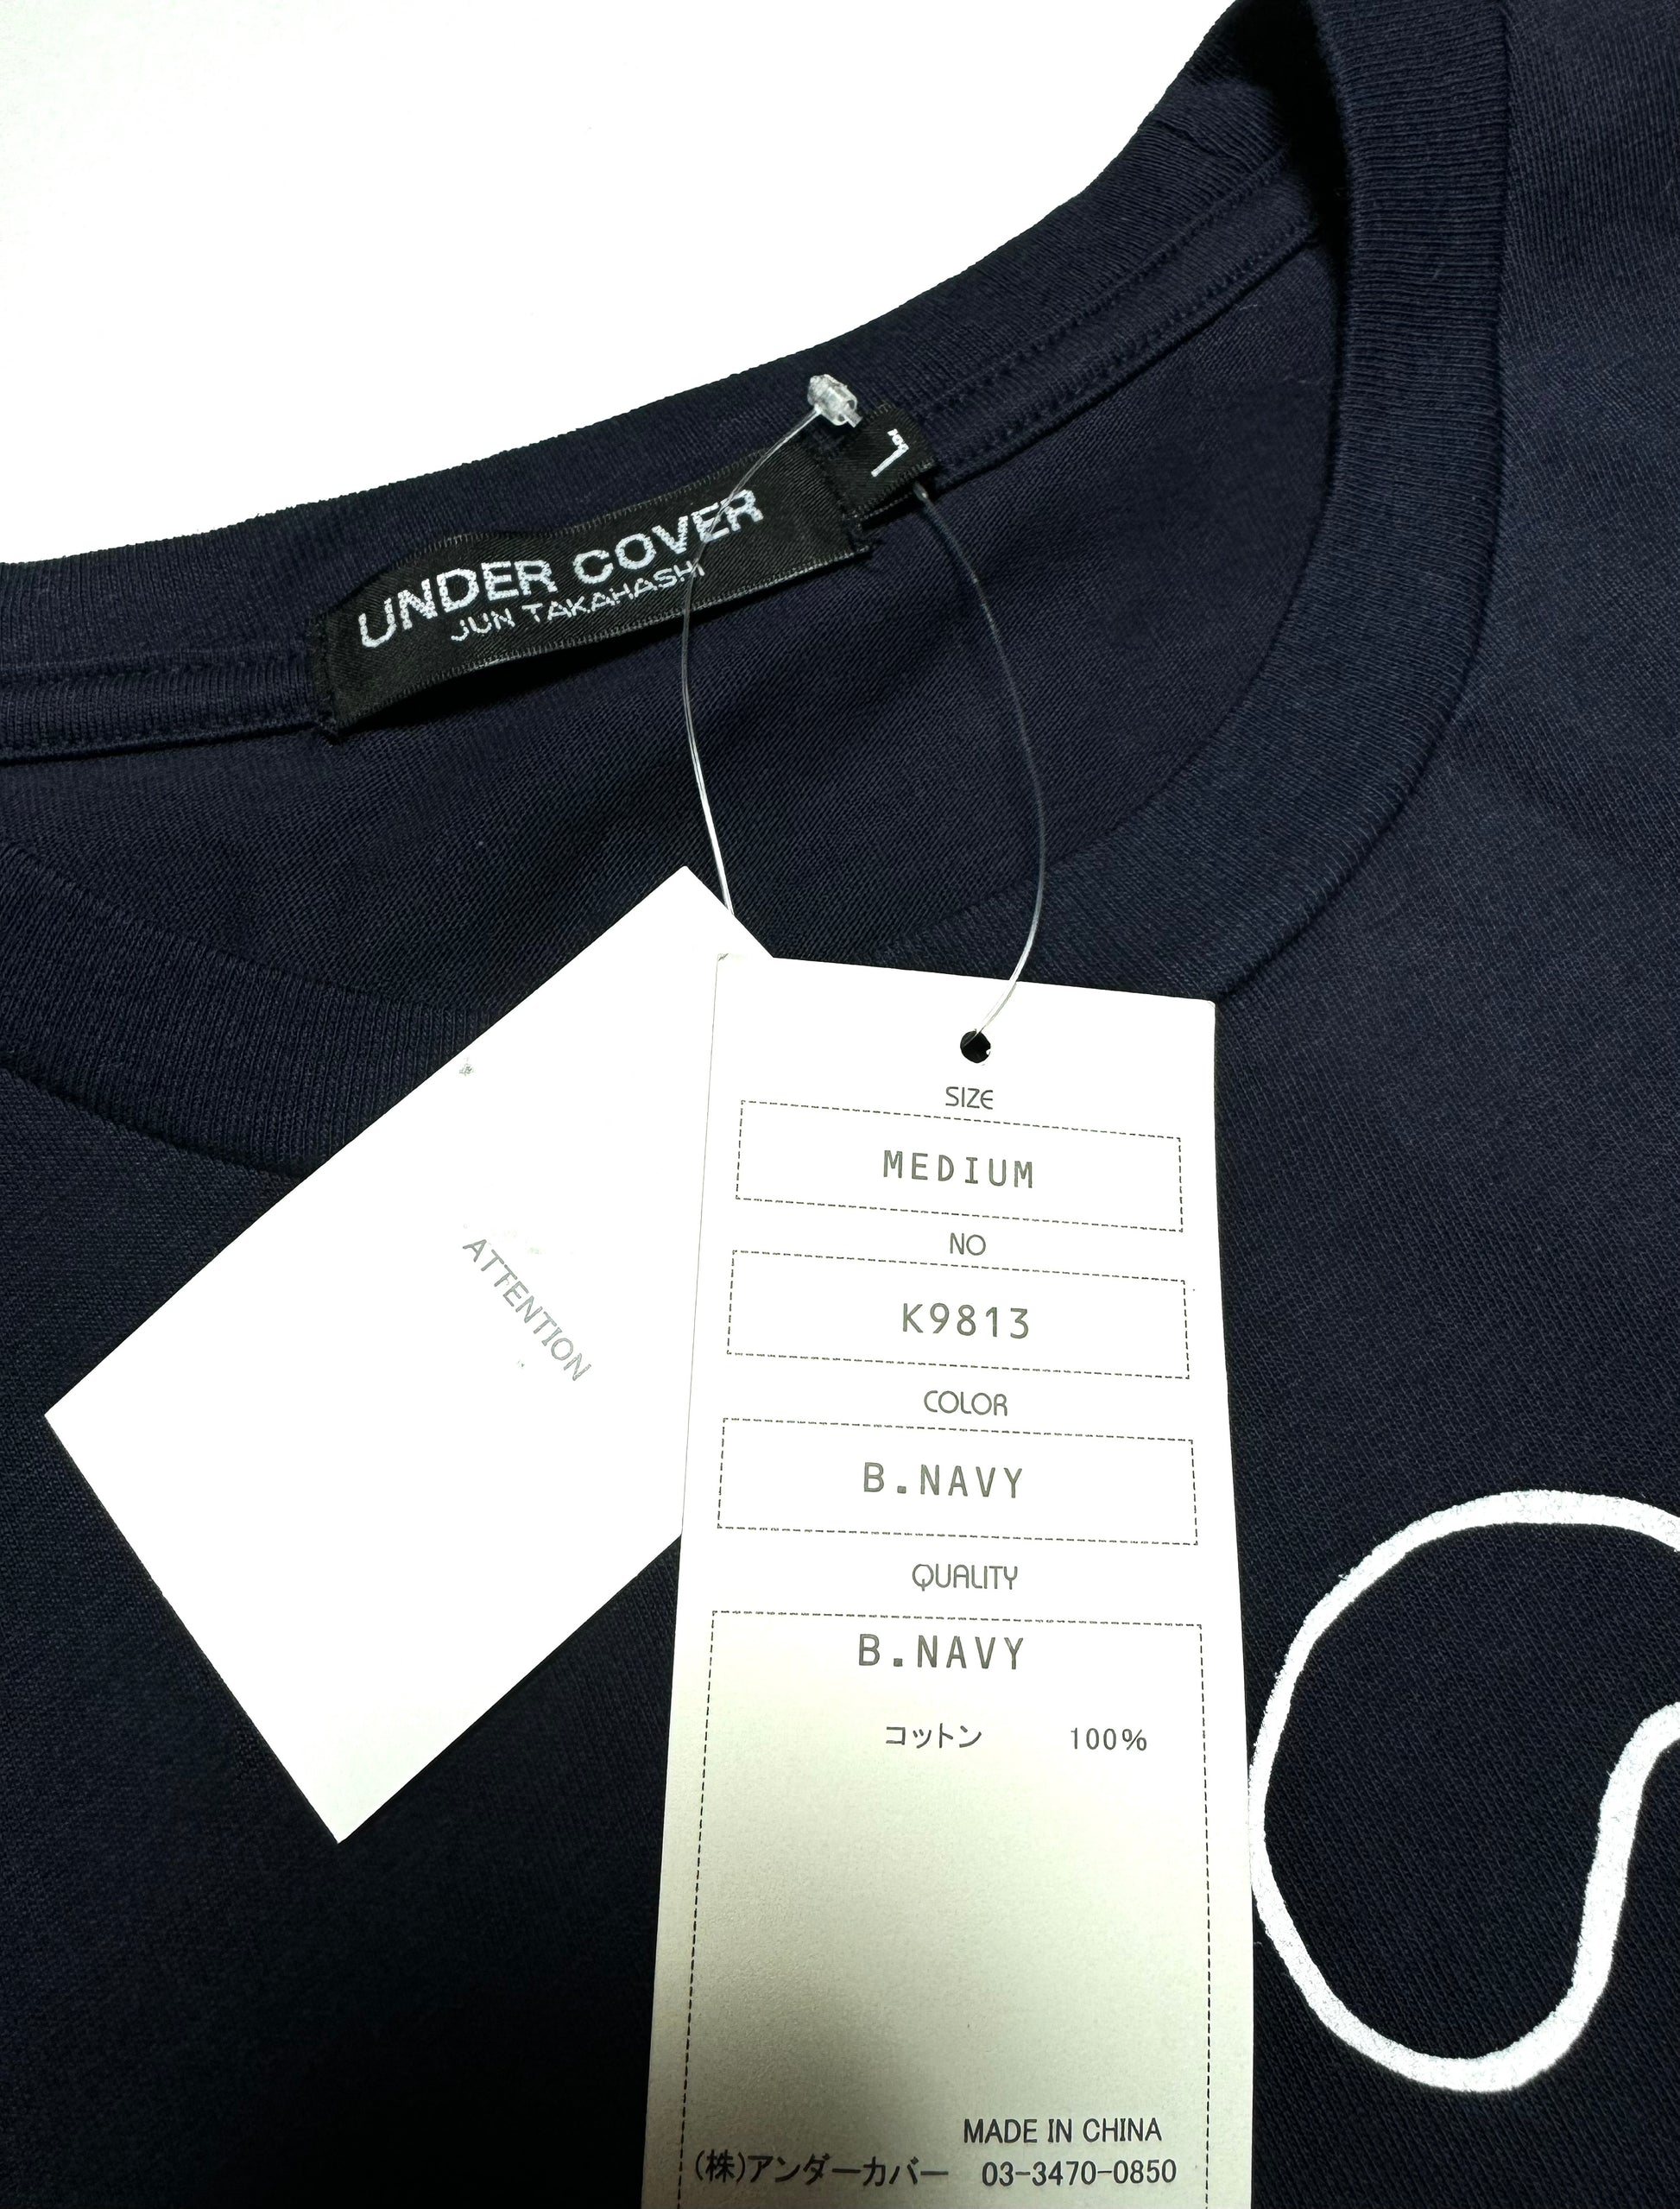 UNDER COVER
JUN TAKAHASHI
ATTENTION
SIZE
MEDIUM
NO
K9813
COLOR
B.NAVY
QUALITY
B.NAVY
コットン 100%
MADE IN CHINA
(株)アンダーカバー 03-3470-0850